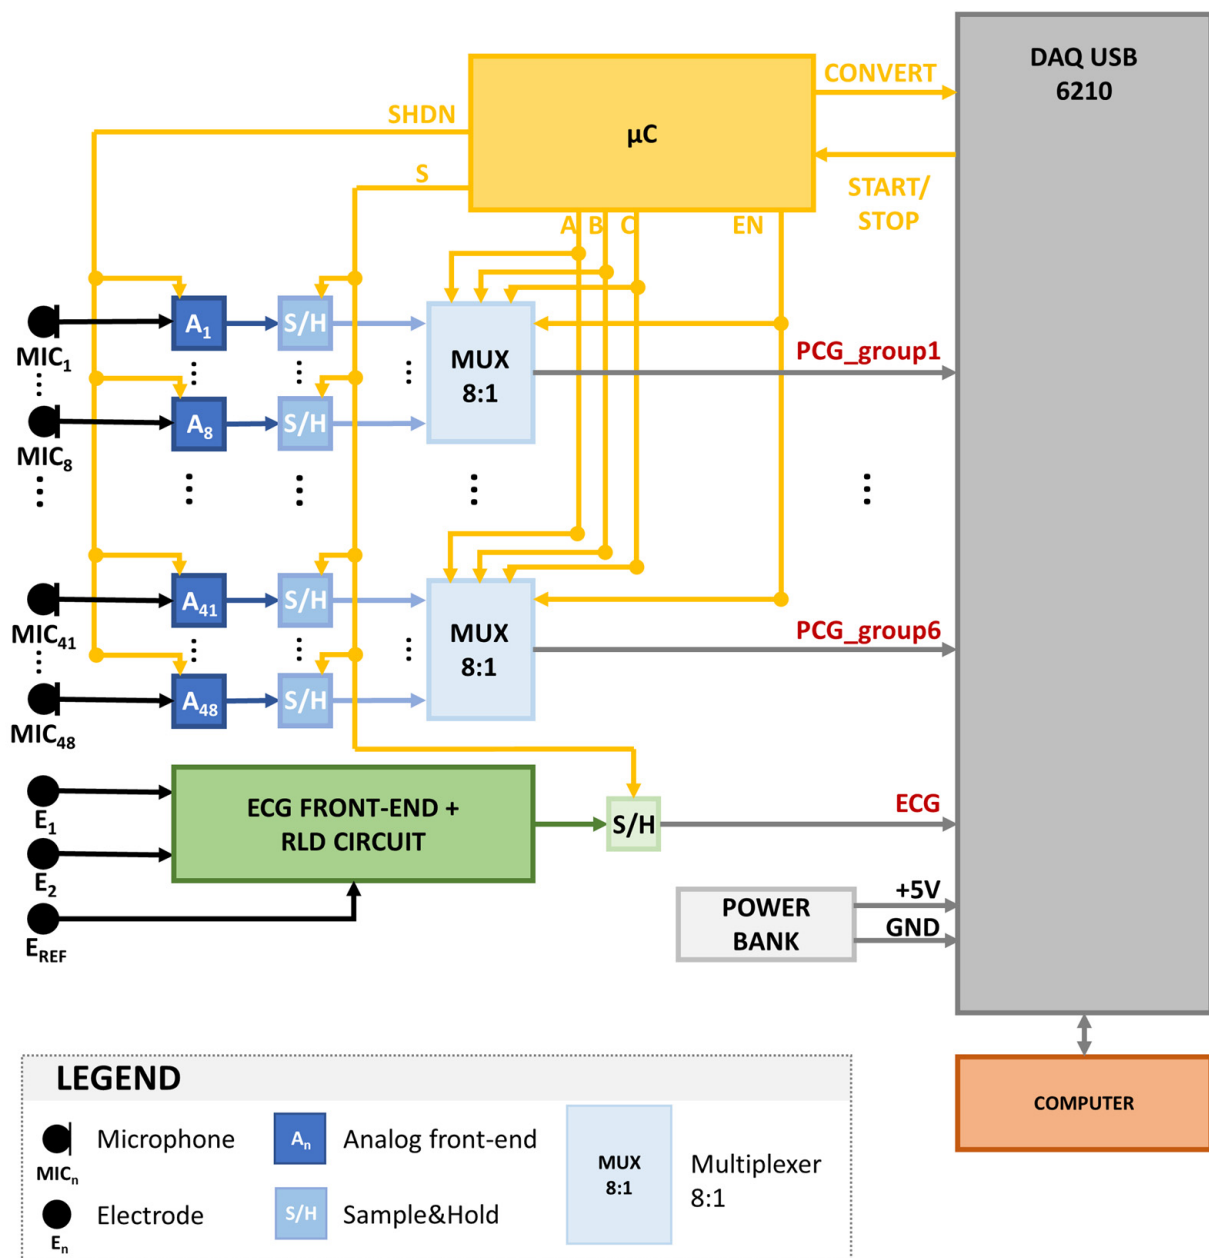 DAQ USB
6210
CONVERT
SHDN
µC
S
START/
STOP
A B C EN
A1 S/H
MIC1
MUX
8:1
PCG_group1
A8 S/H
MIC8
A41 S/H
MIC41
MUX
8:1
PCG_group6
A48 S/H
MIC48
E1
ECG FRONT-END +
RLD CIRCUIT
S/H
ECG
E2
EREF
POWER
BANK
+5V
GND
COMPUTER
LEGEND
MICn
Microphone
An
Analog front-end
MUX
8:1
Multiplexer
8:1
En
Electrode
S/H
Sample&Hold